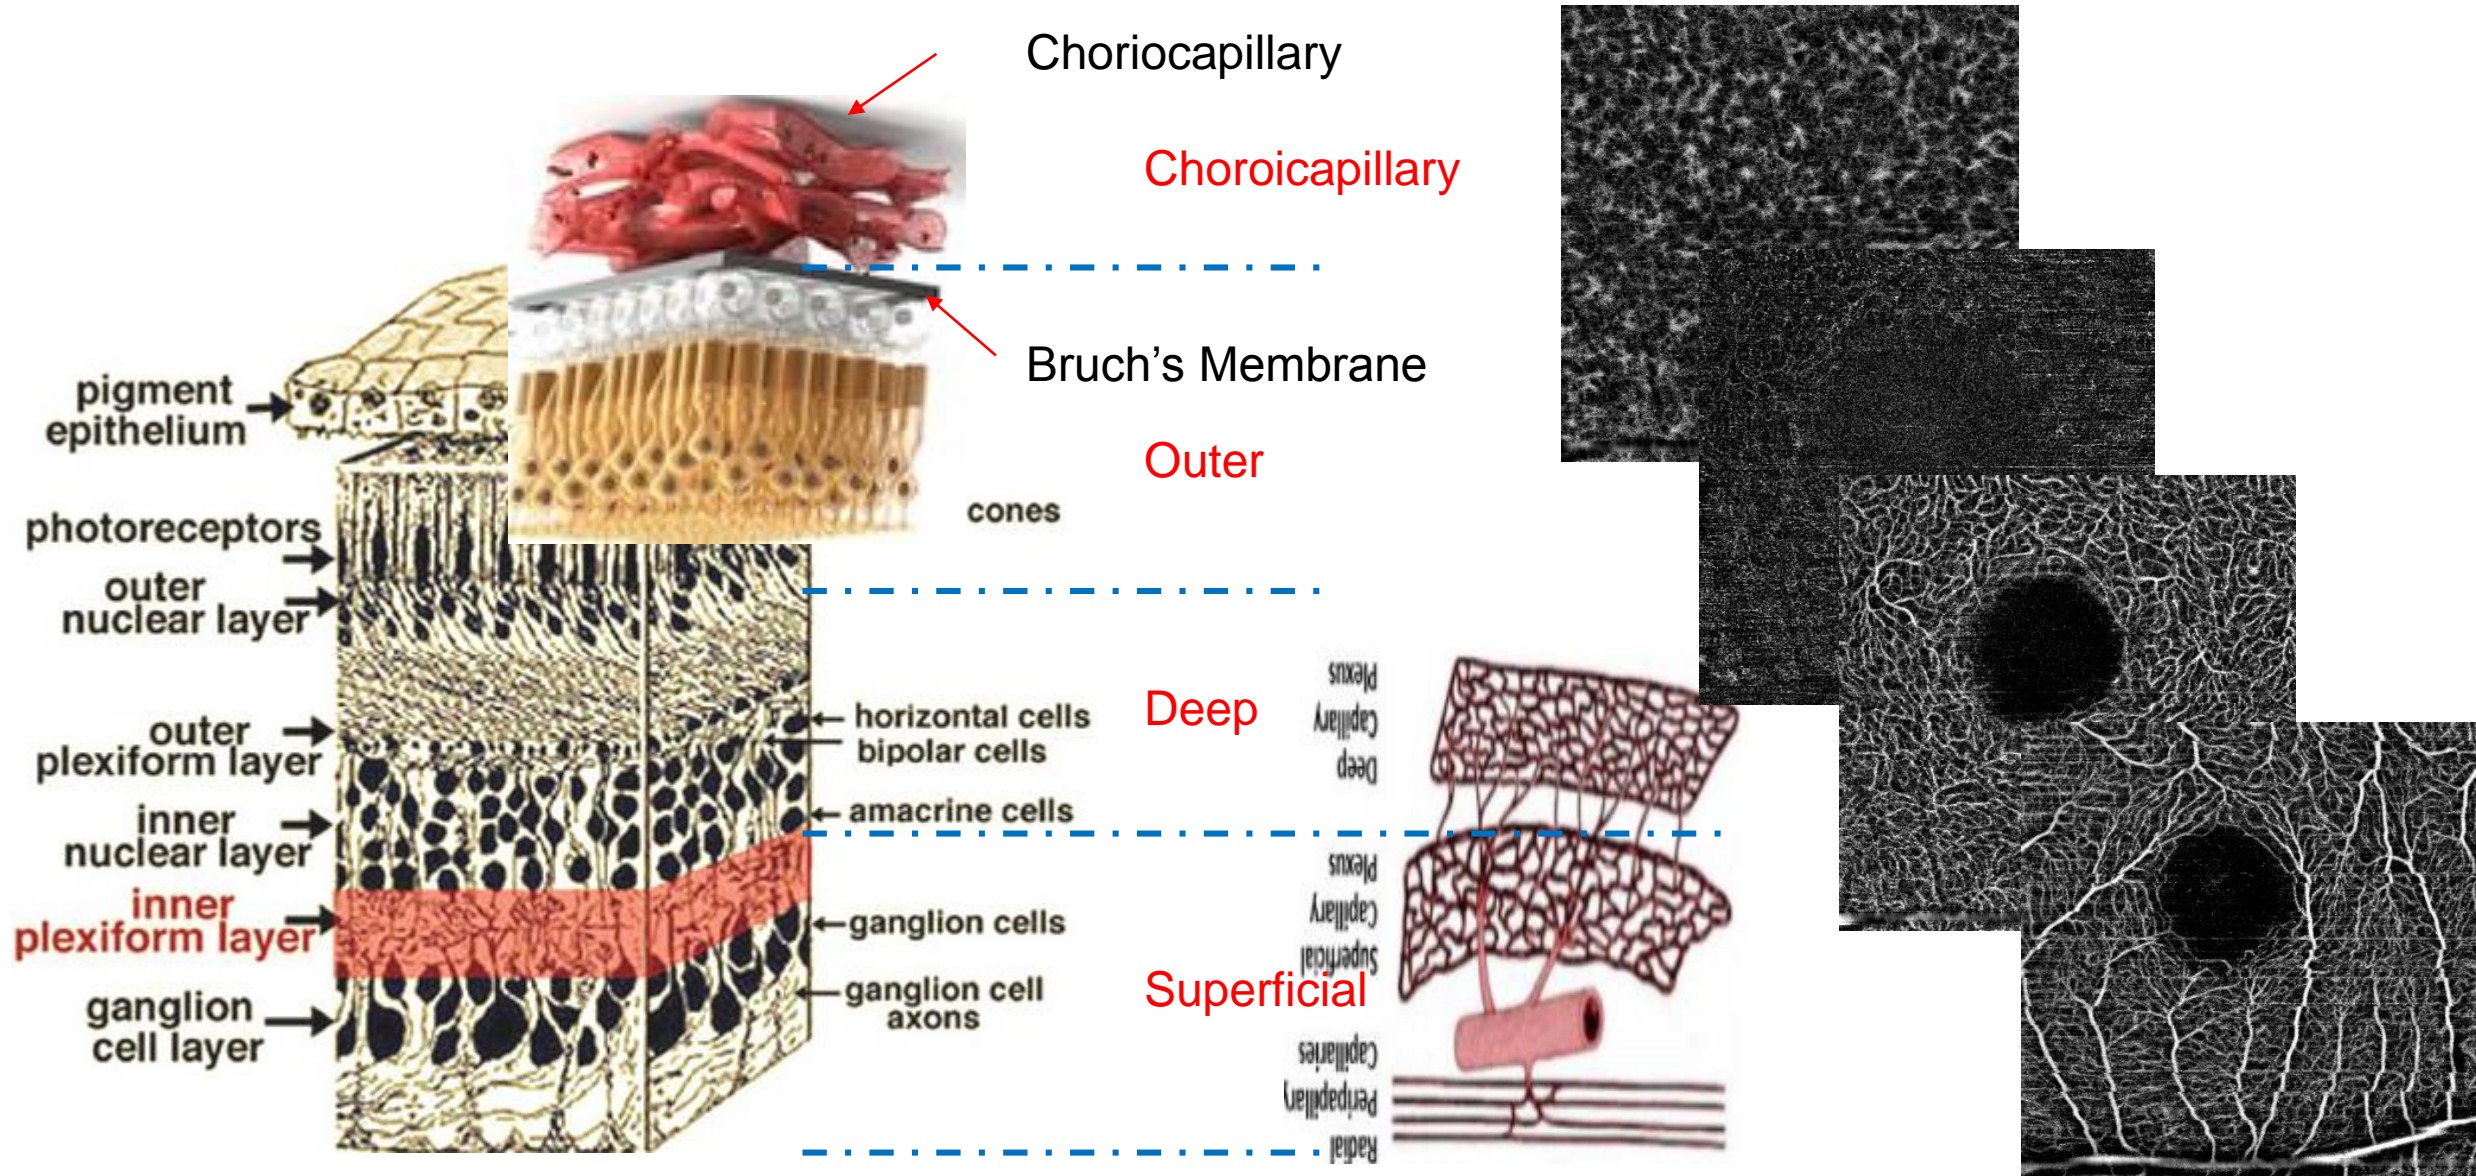 Choriocapillary
Choroicapillary
Bruch's Membrane
pigment
epithelium
Outer
cones
photoreceptors
outer
nuclear layer
Deep
horizontal cells
bipolar cells
outer
plexiform layer
amacrine cells
inner
nuclear layer
inner
plexiform layer
ganglion cells
Superficial
ganglion cell
axons
ganglion
cell layer
Deep
Capillary
Plexus
Superficial
Capillary
Plexus
Radial
Peripapillary
Capillaries